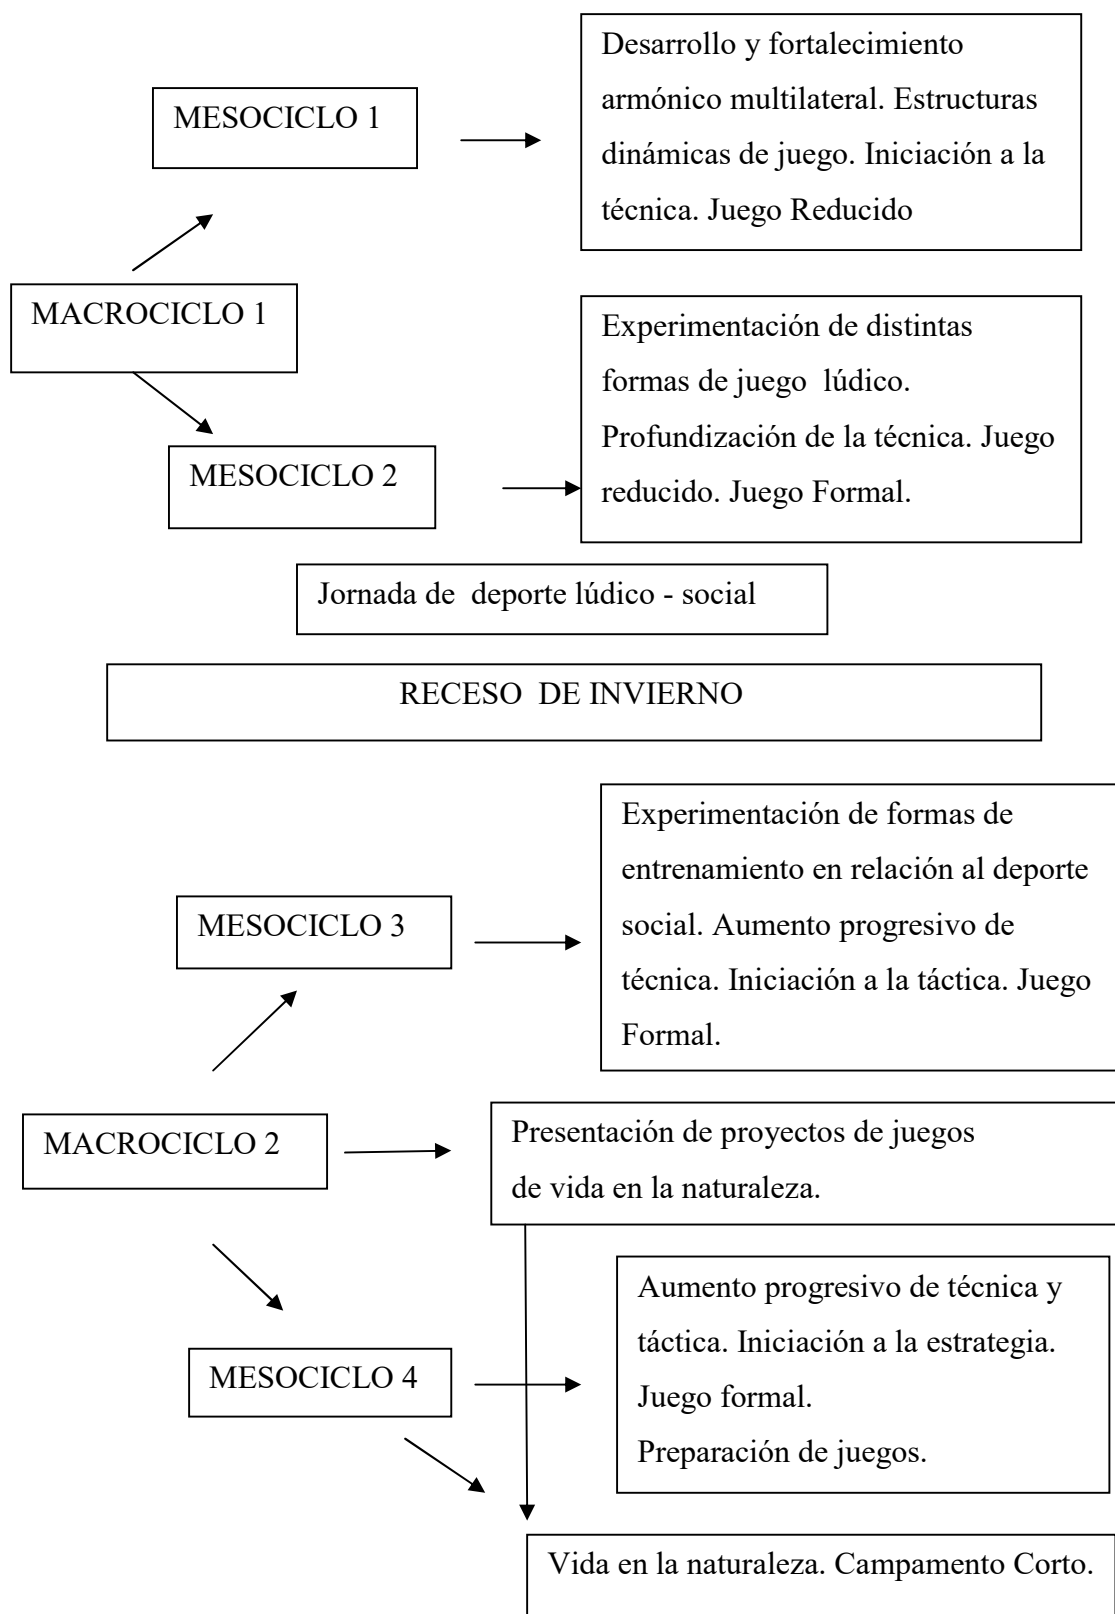 MESOCICLO 1
Desarrollo y fortalecimiento
armónico multilateral. Estructuras
dinámicas de juego. Iniciación a la
técnica. Juego Reducido
MACROCICLO 1
Experimentación de distintas
formas de juego  lúdico.
Profundización de la técnica. Juego
reducido. Juego Formal.
MESOCICLO 2
Jornada de  deporte lúdico - social
RECESO  DE INVIERNO
Experimentación de formas de
entrenamiento en relación al deporte
social. Aumento progresivo de
técnica. Iniciación a la táctica. Juego
Formal.
MESOCICLO 3
MACROCICLO 2
Presentación de proyectos de juegos
de vida en la naturaleza.
Aumento progresivo de técnica y
táctica. Iniciación a la estrategia.
Juego formal.
Preparación de juegos.
MESOCICLO 4
Vida en la naturaleza. Campamento Corto.